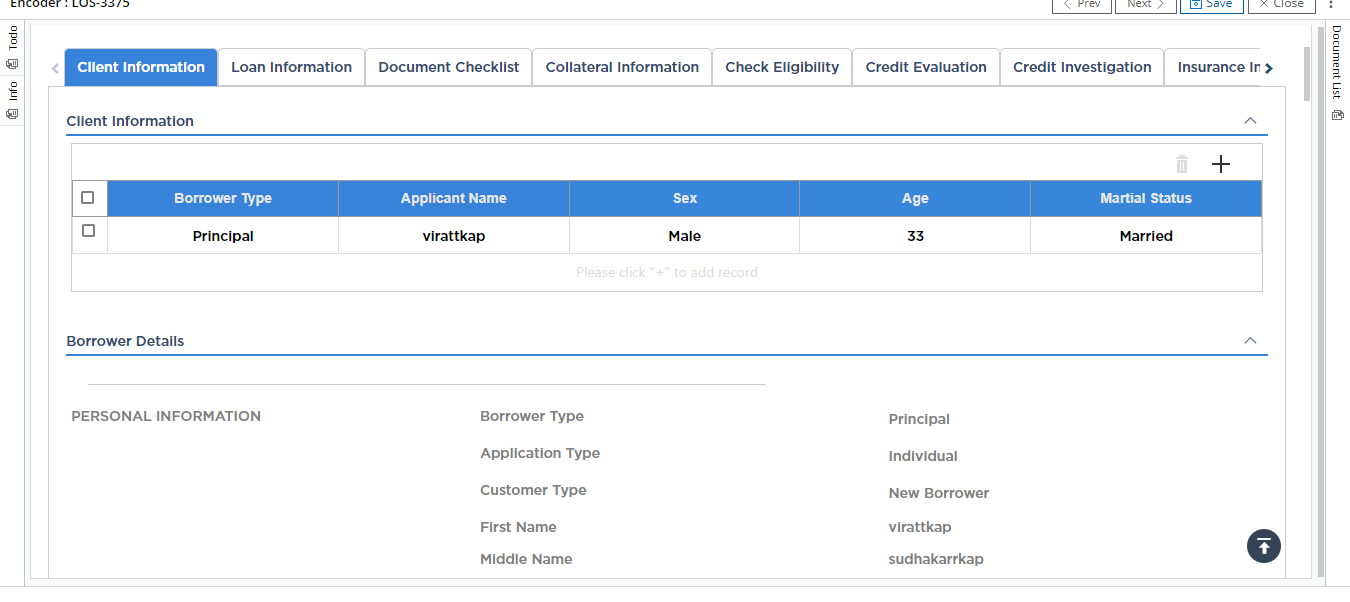 Encoder : LOS-3375
Prev
Next
Save
Close
Todo
Info
Document List
Client Information
Loan Information
Document Checklist
Collateral Information
Check Eligibility
Credit Evaluation
Credit Investigation
Insurance In
Client Information
Borrower Type Applicant Name Sex Age Martial Status
Principal virattkap Male 33 Married
Please click "+" to add record
Borrower Details
PERSONAL INFORMATION
Borrower Type Principal
Application Type Individual
Customer Type New Borrower
First Name virattkap
Middle Name sudhakarrkap